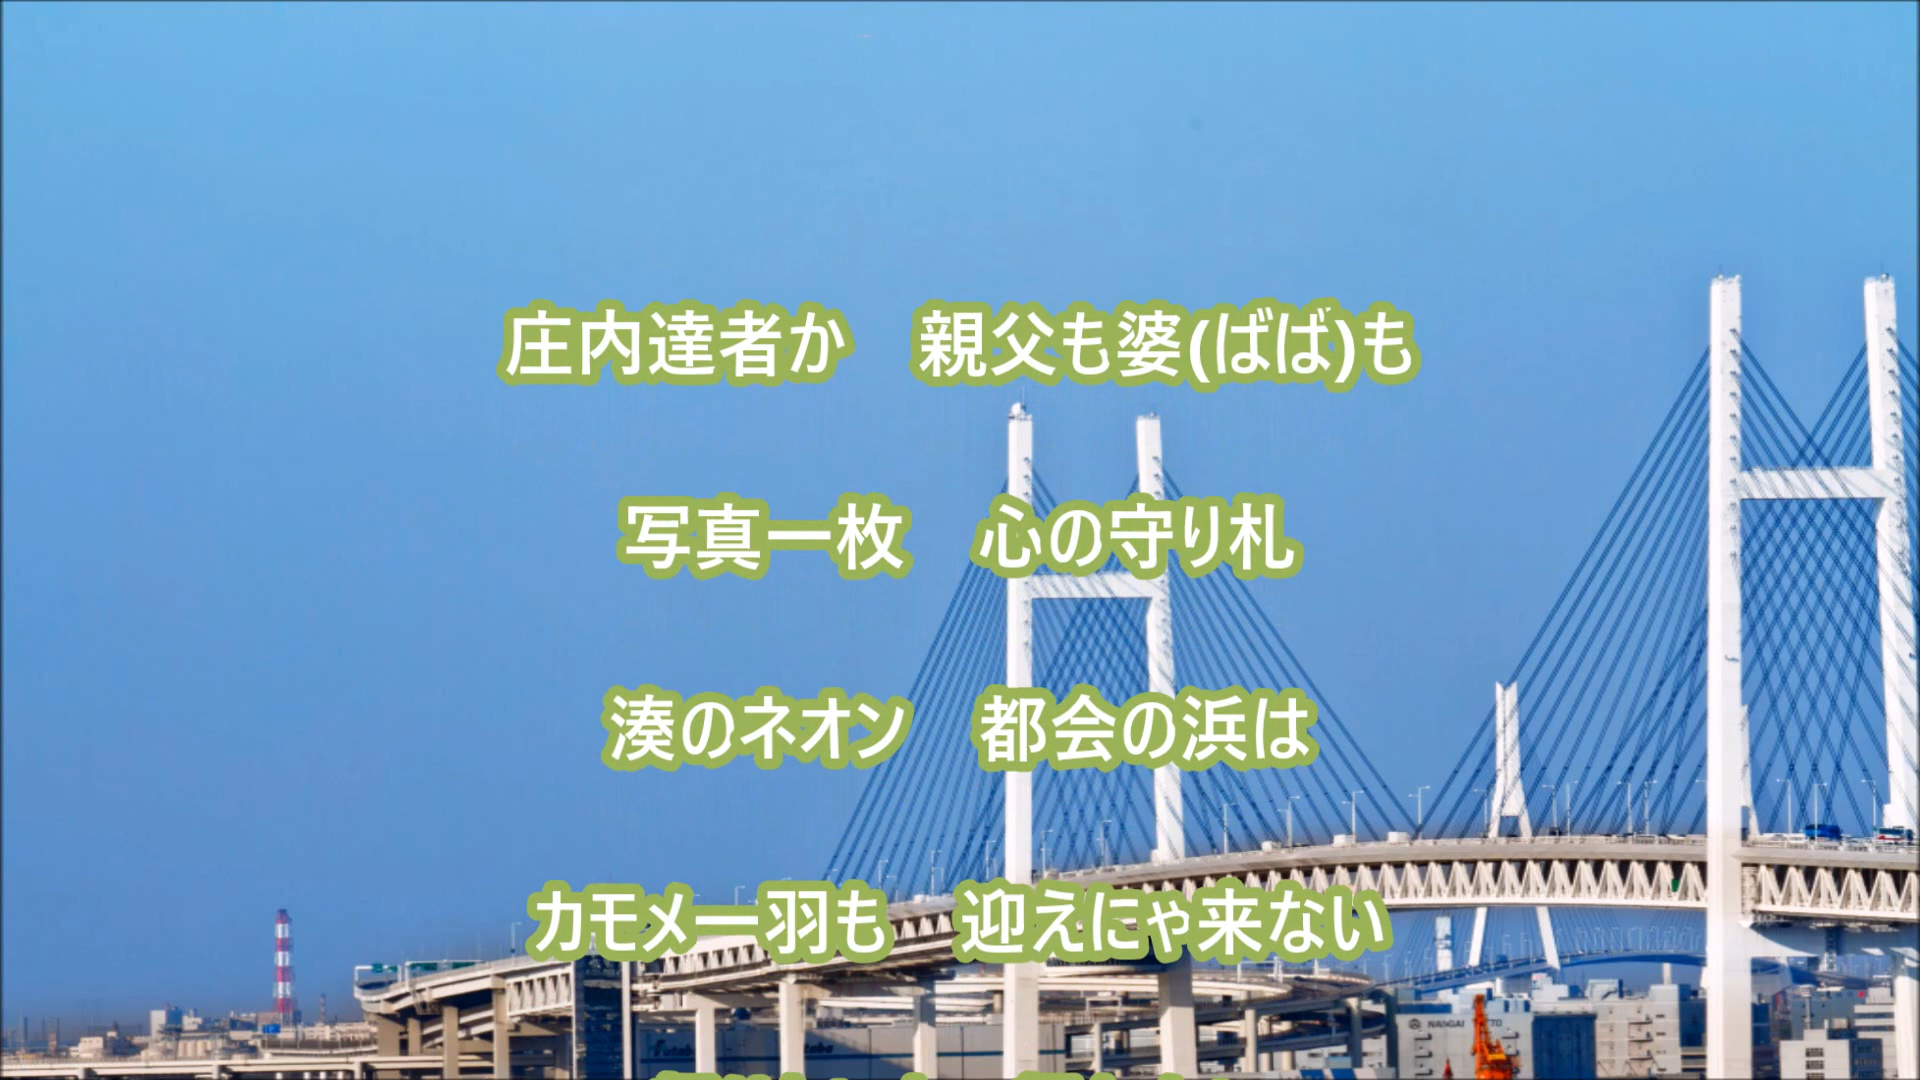 庄内達者か　親父も婆(ばば)も
写真一枚　心の守り札
湊のネオン　都会の浜は
カモメ一羽も　迎えにゃ来ない